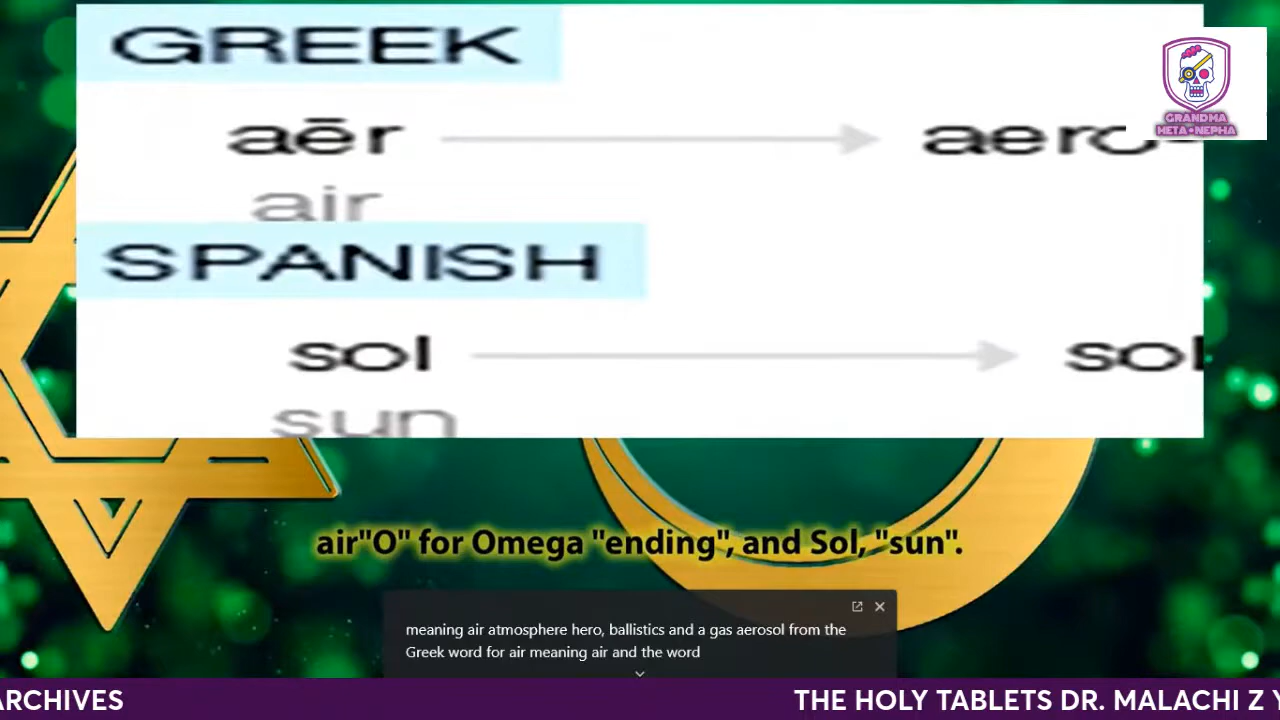 GREEK
aēr
aero-
air
SPANISH
sol
sol
sun
GRANDMA
META•NEPHA
air"O" for Omega "ending", and Sol, "sun".
meaning air atmosphere hero, ballistics and a gas aerosol from the
Greek word for air meaning air and the word
ARCHIVES
THE HOLY TABLETS DR. MALACHI Z Y